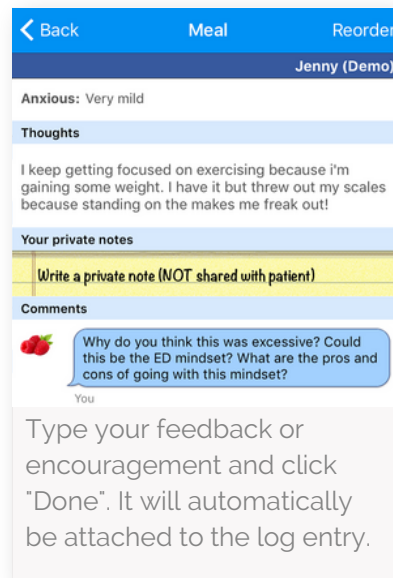 Back Meal Reorder
Jenny (Demo)
Anxious: Very mild
Thoughts
I keep getting focused on exercising because i'm
gaining some weight. I have it but threw out my scales
because standing on the makes me freak out!
Your private notes
Write a private note (NOT shared with patient)
Comments
Why do you think this was excessive? Could
this be the ED mindset? What are the pros and
cons of going with this mindset?
You
Type your feedback or
encouragement and click
"Done". It will automatically
be attached to the log entry.